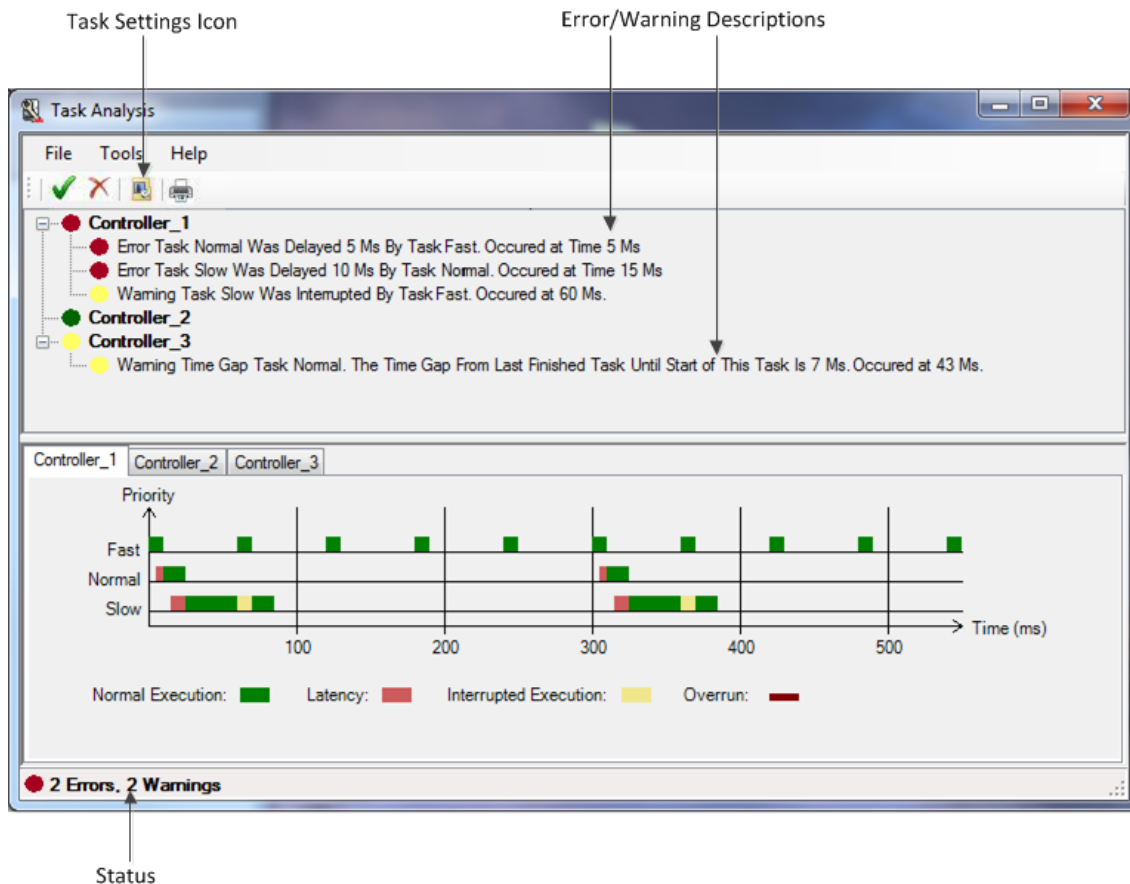 Task Settings Icon
Error/Warning Descriptions
Task Analysis
File Tools Help
Controller_1
Error Task Normal Was Delayed 5 Ms By Task Fast. Occured at Time 5 Ms
Error Task Slow Was Delayed 10 Ms By Task Normal. Occured at Time 15 Ms
Warning Task Slow Was Interrupted By Task Fast. Occured at 60 Ms.
Controller_2
Controller_3
Warning Time Gap Task Normal. The Time Gap From Last Finished Task Until Start of This Task Is 7 Ms. Occured at 43 Ms.
Controller_1 Controller_2 Controller_3
Priority
Fast
Normal
Slow
Time (ms)
100 200 300 400 500
Normal Execution: Latency: Interrupted Execution: Overrun:
2 Errors, 2 Warnings
Status